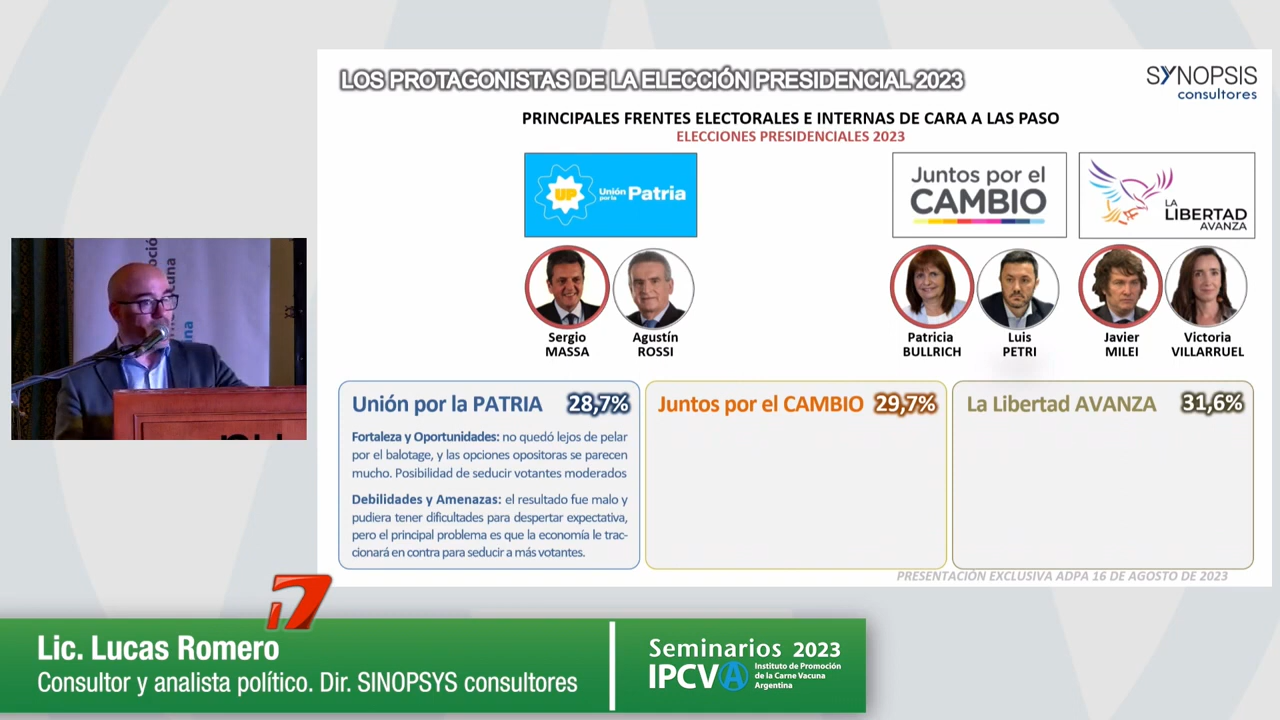 LOS PROTAGONISTAS DE LA ELECCIÓN PRESIDENCIAL 2023
SYNOPSIS
consultores
PRINCIPALES FRENTES ELECTORALES E INTERNAS DE CARA A LAS PASO
ELECCIONES PRESIDENCIALES 2023
UP Unión por la Patria
Juntos por el
CAMBIO
LA
LIBERTAD
AVANZA
Sergio
MASSA
Agustín
ROSSI
Patricia
BULLRICH
Luis
PETRI
Javier
MILEI
Victoria
VILLARRUEL
Unión por la PATRIA 28,7%
Fortaleza y Oportunidades: no quedó lejos de pelar
por el balotage, y las opciones opositoras se parecen
mucho. Posibilidad de seducir votantes moderados
Debilidades y Amenazas: el resultado fue malo y
pudiera tener dificultades para despertar expectativa,
pero el principal problema es que la economía le trac-
cionará en contra para seducir a más votantes.
Juntos por el CAMBIO 29,7%
La Libertad AVANZA 31,6%
PRESENTACIÓN EXCLUSIVA ADPA 16 DE AGOSTO DE 2023
Lic. Lucas Romero
Consultor y analista político. Dir. SINOPSYS consultores
Seminarios 2023
IPCVA
Instituto de Promoción
de la Carne Vacuna
Argentina